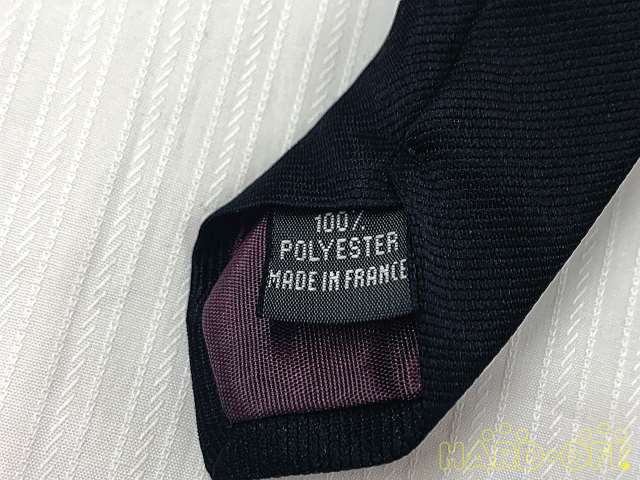 100%
POLYESTER
MADE IN FRANCE
HARD-OFF